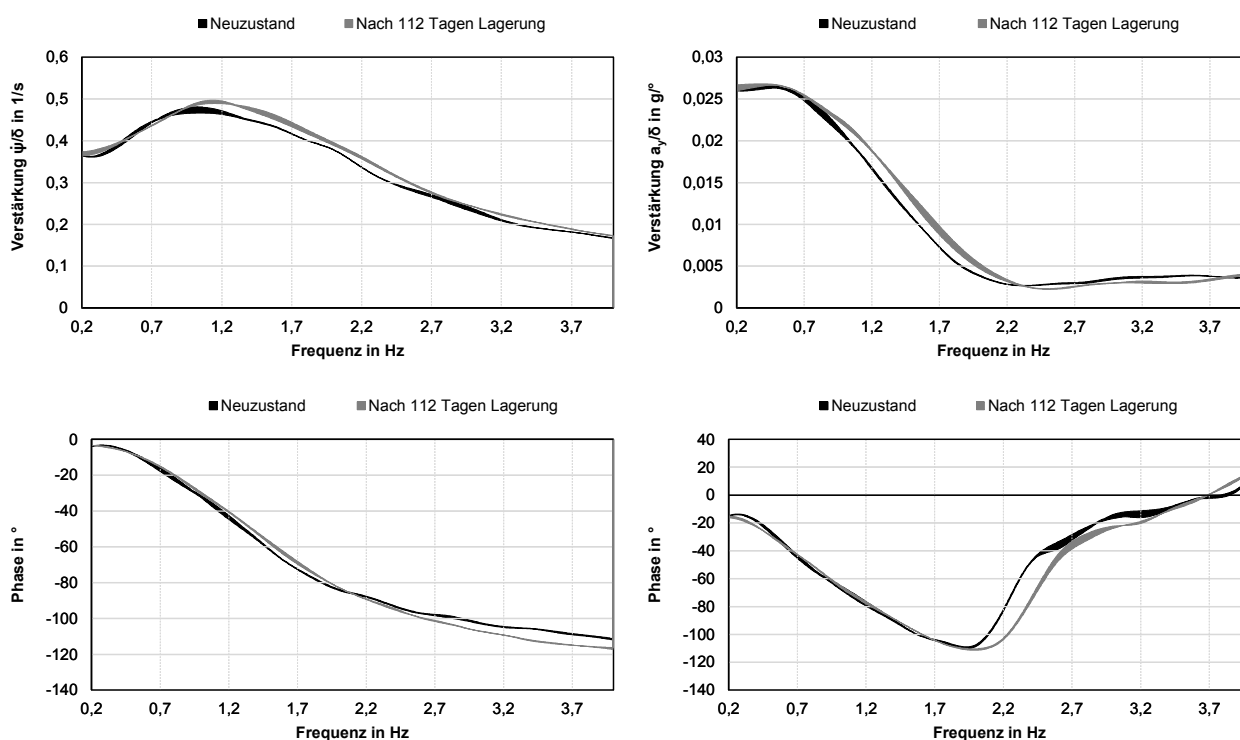 Neuzustand Nach 112 Tagen Lagerung
Verstärkung ψ̇/δ in 1/s
0,6
0,5
0,4
0,3
0,2
0,1
0
0,2 0,7 1,2 1,7 2,2 2,7 3,2 3,7
Frequenz in Hz
Neuzustand Nach 112 Tagen Lagerung
Verstärkung ay/δ in g/°
0,03
0,025
0,02
0,015
0,01
0,005
0,000
0,2 0,7 1,2 1,7 2,2 2,7 3,2 3,7
Frequenz in Hz
Neuzustand Nach 112 Tagen Lagerung
Phase in °
0
-20
-40
-60
-80
-100
-120
-140
0,2 0,7 1,2 1,7 2,2 2,7 3,2 3,7
Frequenz in Hz
Neuzustand Nach 112 Tagen Lagerung
Phase in °
40
20
0
-20
-40
-60
-80
-100
-120
-140
0,2 0,7 1,2 1,7 2,2 2,7 3,2 3,7
Frequenz in Hz